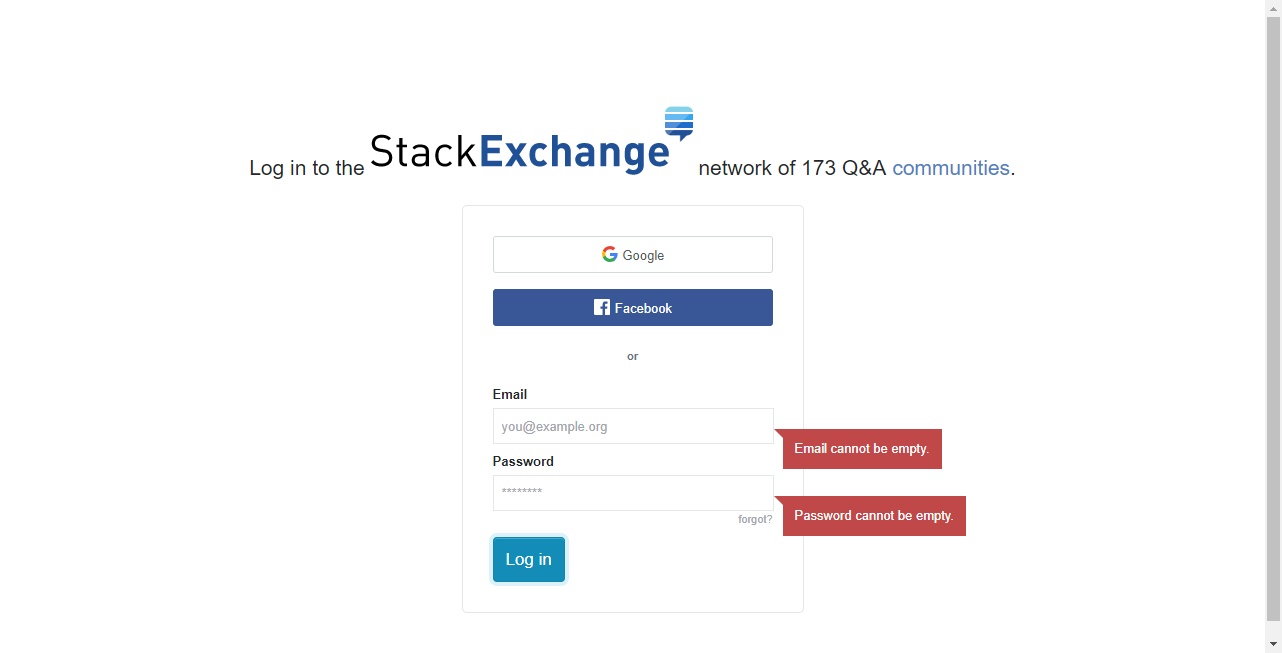 Log in to the StackExchange network of 173 Q&A communities.
Google
Facebook
or
Email
you@example.org
Email cannot be empty.
Password
********
Password cannot be empty.
forgot?
Log in